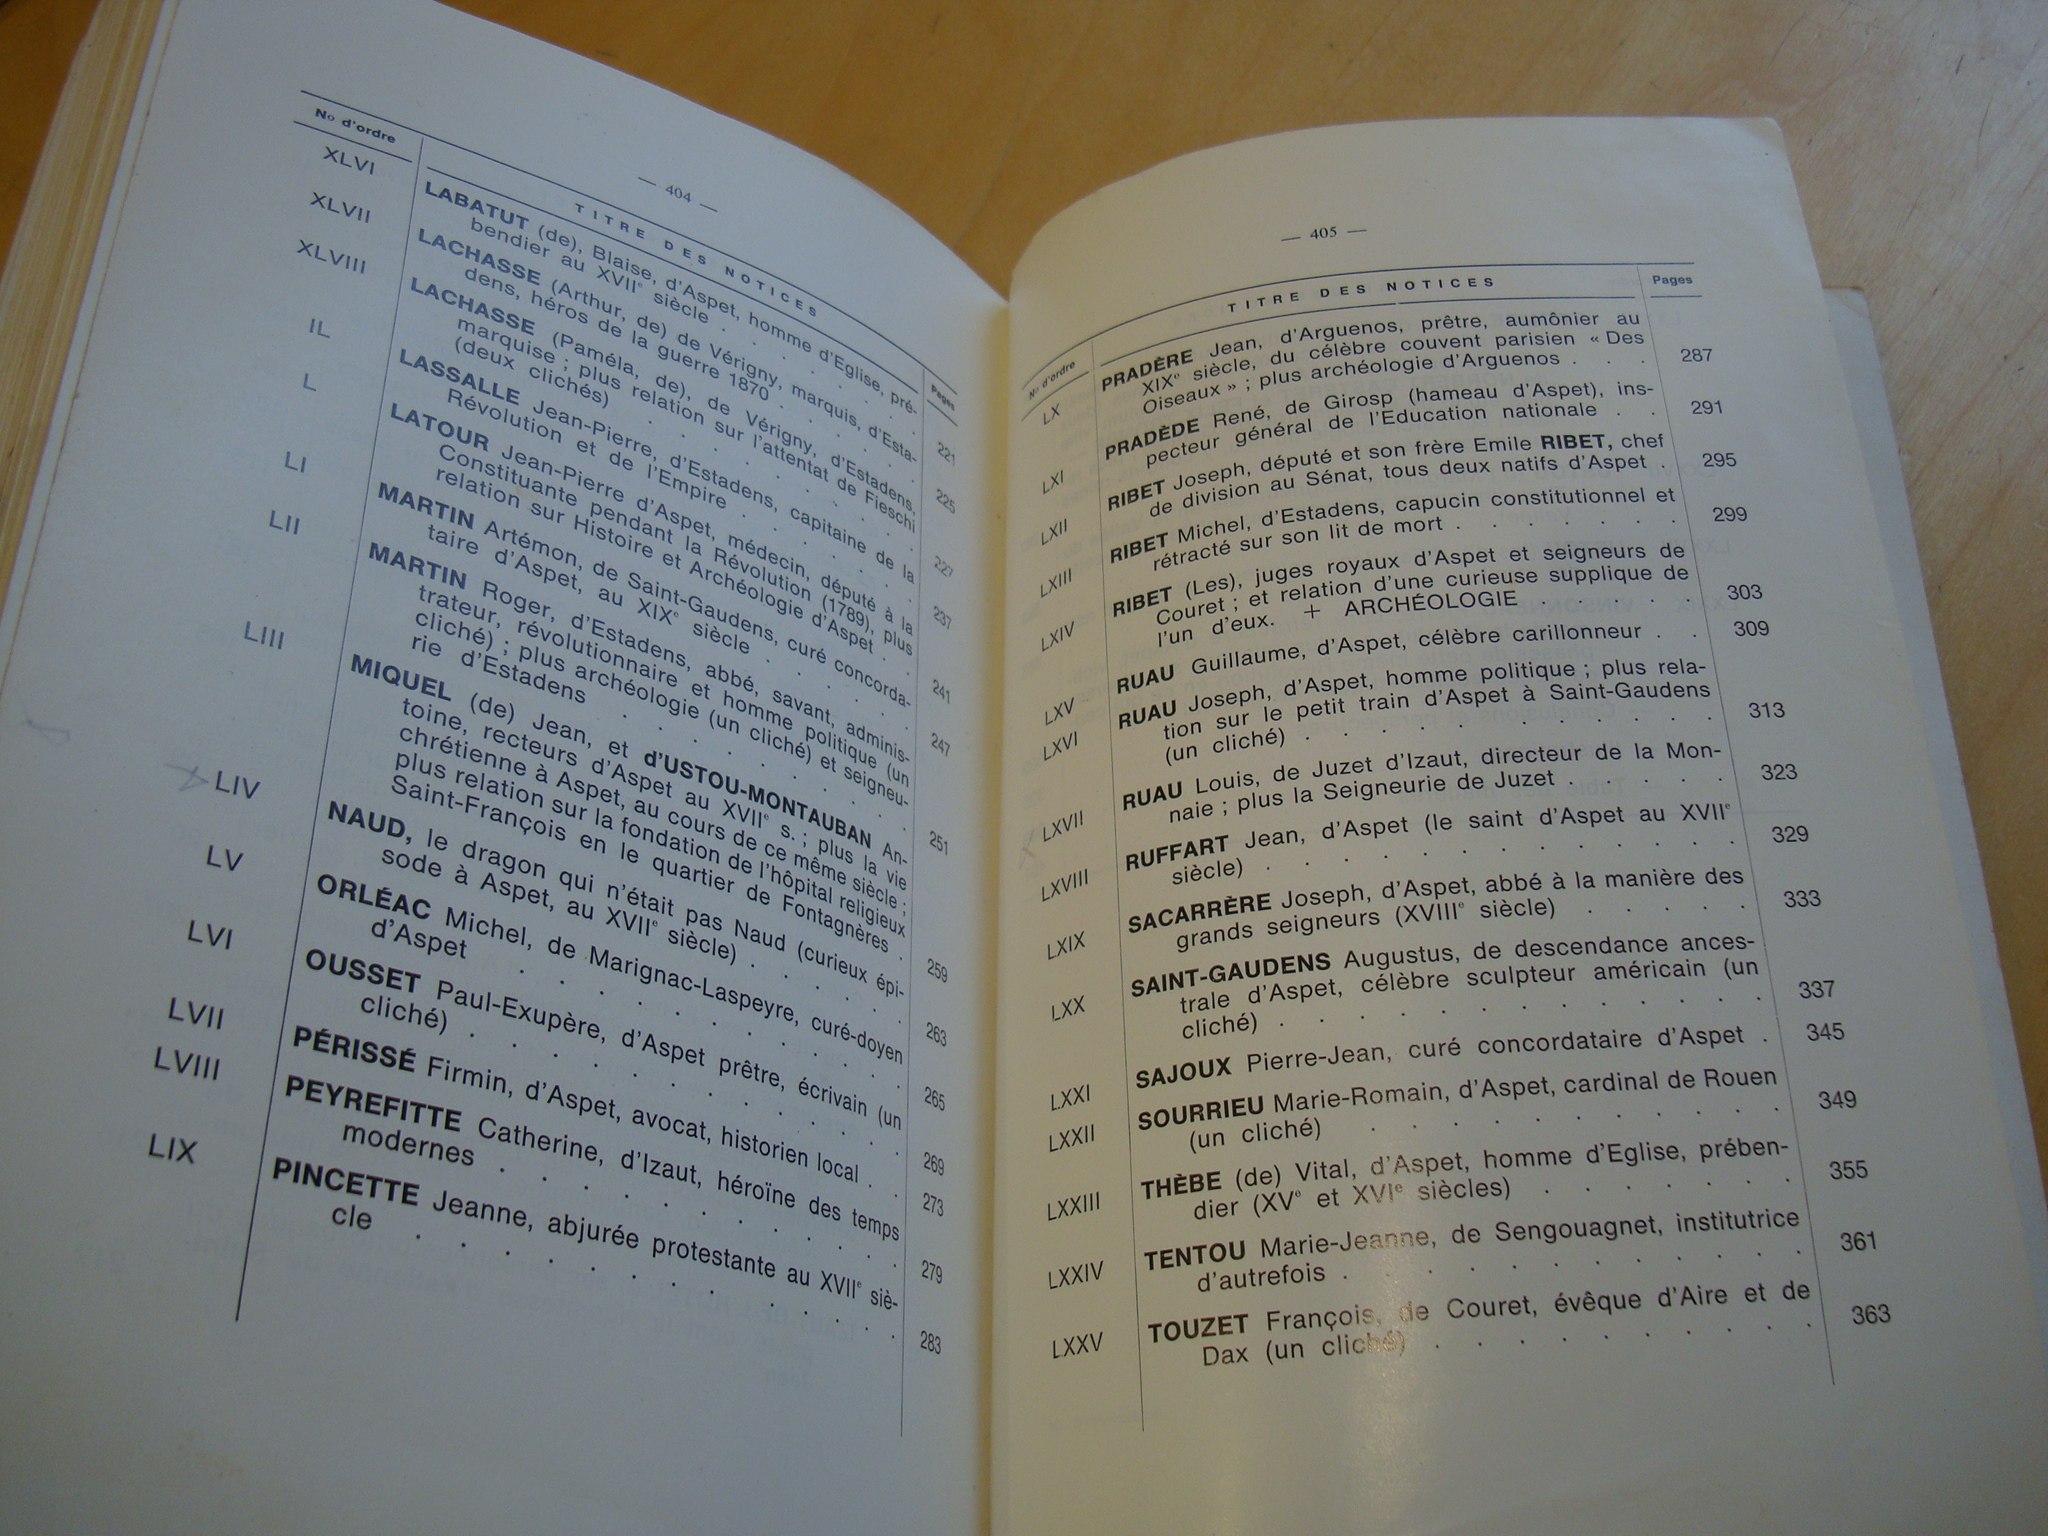 — 404 —
No d'ordre
TITRE DES NOTICES
Pages
XLVI
LABATUT (de), Blaise, d'Aspet, homme d'Eglise, pré-
bendier au XVIIe siècle . . . . . . 221
XLVII
LACHASSE (Arthur, de) de Vérigny, marquis, d'Esta-
dens, héros de la guerre 1870 . . . . . 225
XLVIII
LACHASSE (Paméla, de), de Vérigny, d'Estadens,
marquise ; plus relation sur l'attentat de Fieschi
(deux clichés) . . . . . . . 227
IL
LASSALLE Jean-Pierre, d'Estadens, capitaine de la
Révolution et de l'Empire . . . . . 237
L
LATOUR Jean-Pierre d'Aspet, médecin, député à la
Constituante pendant la Révolution (1789), plus
relation sur Histoire et Archéologie d'Aspet . 241
LI
MARTIN Artémon, de Saint-Gaudens, curé concorda-
taire d'Aspet, au XIXe siècle . . . . . 247
LII
MARTIN Roger, d'Estadens, abbé, savant, adminis-
trateur, révolutionnaire et homme politique (un
cliché) ; plus archéologie (un cliché) et seigneu-
rie d'Estadens . . . . . . . 251
LIII
MIQUEL (de) Jean, et d'USTOU-MONTAUBAN An-
toine, recteurs d'Aspet au XVIIe s. ; plus la vie
chrétienne à Aspet, au cours de ce même siècle ;
plus relation sur la fondation de l'hôpital religieux
Saint-François en le quartier de Fontagnères . 259
LIV
NAUD, le dragon qui n'était pas Naud (curieux épi-
sode à Aspet, au XVIIe siècle) . . . . . 263
LV
ORLÉAC Michel, de Marignac-Laspeyre, curé-doyen
d'Aspet . . . . . . . . . 265
LVI
OUSSET Paul-Exupère, d'Aspet prêtre, écrivain (un
cliché) . . . . . . . . . 269
LVII
PÉRISSÉ Firmin, d'Aspet, avocat, historien local . . 273
LVIII
PEYREFITTE Catherine, d'Izaut, héroïne des temps
modernes . . . . . . . . . 279
LIX
PINCETTE Jeanne, abjurée protestante au XVIIe siè-
cle . . . . . . . . . . 283
— 405 —
No d'ordre
TITRE DES NOTICES
Pages
LX
PRADÈRE Jean, d'Arguenos, prêtre, aumônier au
XIXe siècle, du célèbre couvent parisien « Des
Oiseaux » ; plus archéologie d'Arguenos . . . 287
LXI
PRADÈDE René, de Girosp (hameau d'Aspet), ins-
pecteur général de l'Education nationale . . 291
LXII
RIBET Joseph, député et son frère Emile RIBET, chef
de division au Sénat, tous deux natifs d'Aspet . 295
LXIII
RIBET Michel, d'Estadens, capucin constitutionnel et
rétracté sur son lit de mort . . . . . . 299
LXIV
RIBET (Les), juges royaux d'Aspet et seigneurs de
Couret ; et relation d'une curieuse supplique de
l'un d'eux. + ARCHÉOLOGIE . . . . 303
LXV
RUAU Guillaume, d'Aspet, célèbre carillonneur . . 309
LXVI
RUAU Joseph, d'Aspet, homme politique ; plus rela-
tion sur le petit train d'Aspet à Saint-Gaudens
(un cliché) . . . . . . . . . . 313
LXVII
RUAU Louis, de Juzet d'Izaut, directeur de la Mon-
naie ; plus la Seigneurie de Juzet . . . . . 323
LXVIII
RUFFART Jean, d'Aspet (le saint d'Aspet au XVIIe
siècle) . . . . . . . . . . . 329
LXIX
SACARRÈRE Joseph, d'Aspet, abbé à la manière des
grands seigneurs (XVIIIe siècle) . . . . . 333
LXX
SAINT-GAUDENS Augustus, de descendance ances-
trale d'Aspet, célèbre sculpteur américain (un
cliché) . . . . . . . . . . . 337
LXXI
SAJOUX Pierre-Jean, curé concordataire d'Aspet . 345
LXXII
SOURRIEU Marie-Romain, d'Aspet, cardinal de Rouen
(un cliché) . . . . . . . . . . 349
LXXIII
THÈBE (de) Vital, d'Aspet, homme d'Eglise, prében-
dier (XVe et XVIe siècles) . . . . . . 355
LXXIV
TENTOU Marie-Jeanne, de Sengouagnet, institutrice
d'autrefois . . . . . . . . . . 361
LXXV
TOUZET François, de Couret, évêque d'Aire et de
Dax (un cliché) . . . . . . . . . 363